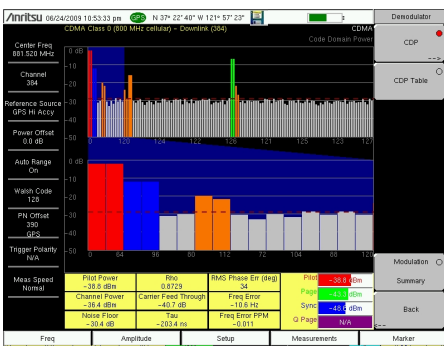 Anritsu 06/24/2009 10:53:33 pm GPS N 37° 22' 40" W 121° 57' 23"
Demodulator
CDMA Class 0 (800 MHz cellular) - Downlink (384) CDMA
Code Domain Power
CDP
-->
CDP Table
Center Freq
881.520 MHz
Channel
384
Reference Source
GPS Hi Accy
Power Offset
0.0 dB
Auto Range
On
Walsh Code
128
PN Offset
390
GPS
Trigger Polarity
N/A
Meas Speed
Normal
0 dB
-10
-20
-30
-40
-50
0 120 124 122 126 121 125 123 127
0 dB
-10
-20
-30
-40
-50
0 64 96 112 72 104 88 120
Pilot Power
-38.8 dBm
Rho
0.8729
RMS Phase Err (deg)
34
Channel Power
-36.4 dBm
Carrier Feed Through
-40.7 dB
Freq Error
-10.6 Hz
Noise Floor
-30.4 dB
Tau
-203.4 ns
Freq Error PPM
-0.011
Pilot -38.8 dBm
Page dBm
Sync dBm
Q Page N/A
Modulation
Summary
Back
<---
Freq Amplitude Setup Measurements Marker